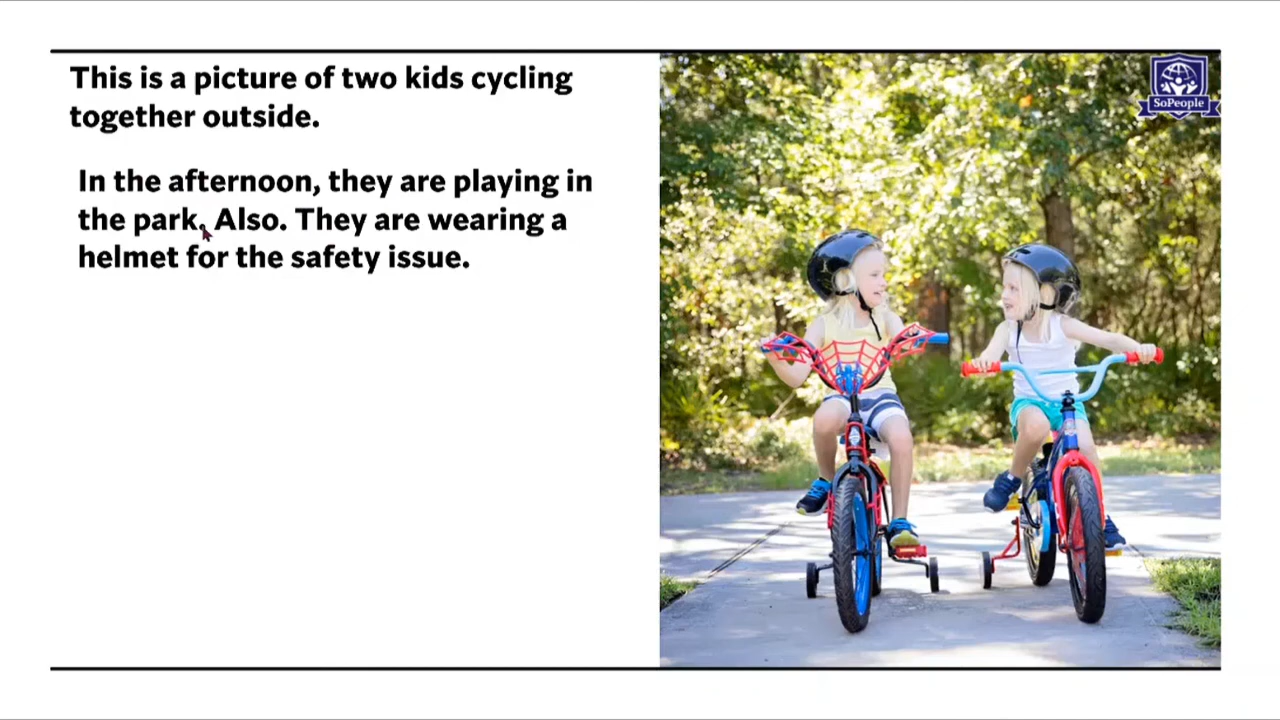 This is a picture of two kids cycling
together outside.
In the afternoon, they are playing in
the park. Also. They are wearing a
helmet for the safety issue.
SoPeople